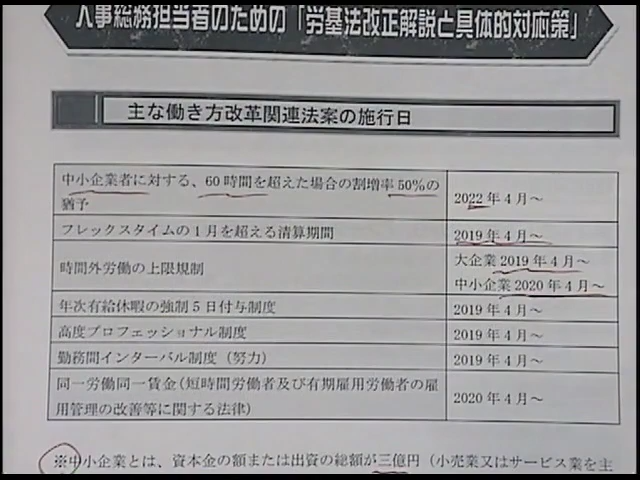 人事総務担当者のための「労基法改正解説と具体的対応策」
主な働き方改革関連法案の施行日
中小企業者に対する、60時間を超えた場合の割増率50%の
猶予
2022年4月～
フレックスタイムの1月を超える清算期間
2019年4月～
時間外労働の上限規制
大企業2019年4月～
中小企業2020年4月～
年次有給休暇の強制5日付与制度
2019年4月～
高度プロフェッショナル制度
2019年4月～
勤務間インターバル制度（努力）
2019年4月～
同一労働同一賃金(短時間労働者及び有期雇用労働者の雇
用管理の改善等に関する法律)
2020年4月～
※中小企業とは、資本金の額または出資の総額が三億円（小売業又はサービス業を主